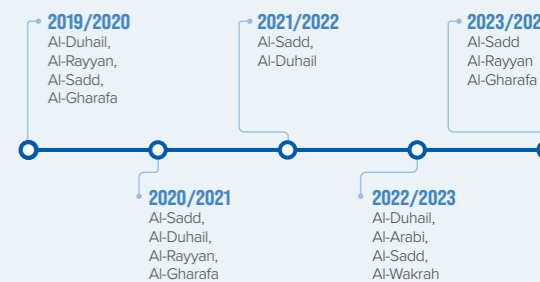 2019/2020
Al-Duhail,
Al-Rayyan,
Al-Sadd,
Al-Gharafa
2021/2022
Al-Sadd,
Al-Duhail
2023/202
Al-Sadd
Al-Rayyan
Al-Gharafa
2020/2021
Al-Sadd,
Al-Duhail,
Al-Rayyan,
Al-Gharafa
2022/2023
Al-Duhail,
Al-Arabi,
Al-Sadd,
Al-Wakrah